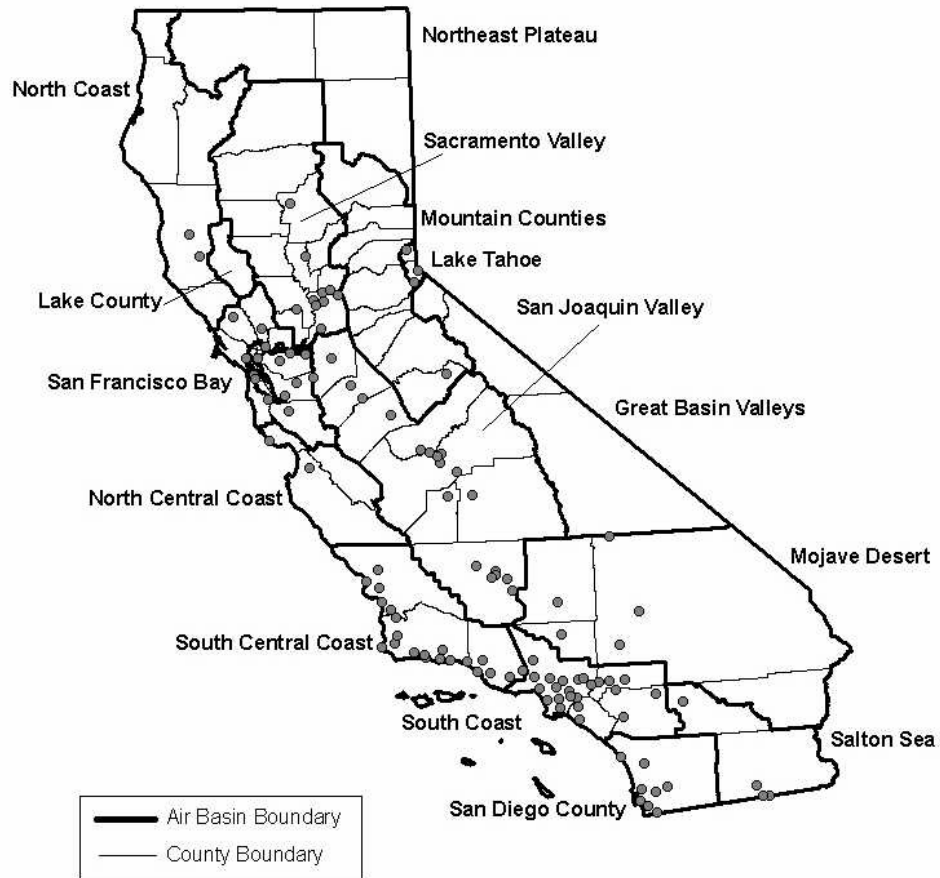 Northeast Plateau
North Coast
Sacramento Valley
Mountain Counties
Lake Tahoe
Lake County
San Joaquin Valley
San Francisco Bay
Great Basin Valleys
North Central Coast
Mojave Desert
South Central Coast
South Coast
Salton Sea
San Diego County
Air Basin Boundary
County Boundary